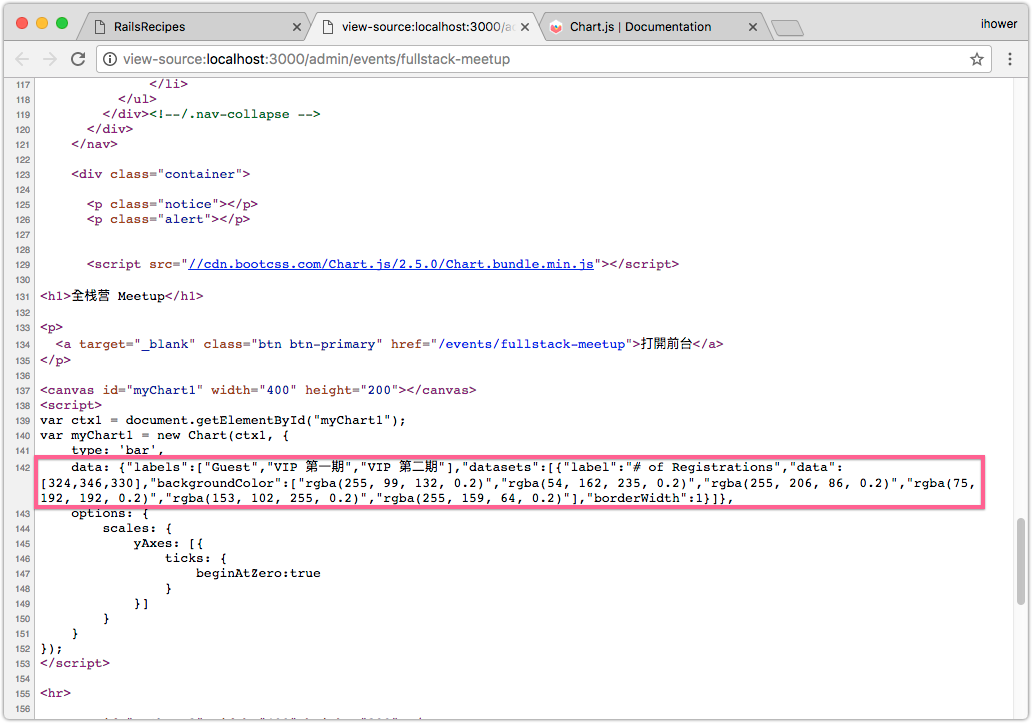 RailsRecipes
view-source:localhost:3000/ad
Chart.js | Documentation
ihower
view-source:localhost:3000/admin/events/fullstack-meetup
117 </li>
118 </ul>
119 </div><!--/.nav-collapse -->
120 </div>
121 </nav>
122
123 <div class="container">
124
125 <p class="notice"></p>
126 <p class="alert"></p>
127
128
129 <script src="//cdn.bootcss.com/Chart.js/2.5.0/Chart.bundle.min.js"></script>
130
131 <h1>全栈营 Meetup</h1>
132
133 <p>
134 <a target="_blank" class="btn btn-primary" href="/events/fullstack-meetup">打開前台</a>
135 </p>
136
137 <canvas id="myChart1" width="400" height="200"></canvas>
138 <script>
139 var ctx1 = document.getElementById("myChart1");
140 var myChart1 = new Chart(ctx1, {
141 type: 'bar',
142 data: {"labels":["Guest","VIP 第一期","VIP 第二期"],"datasets":[{"label":"# of Registrations","data":
[324,346,330],"backgroundColor":["rgba(255, 99, 132, 0.2)","rgba(54, 162, 235, 0.2)","rgba(255, 206, 86, 0.2)","rgba(75,
192, 192, 0.2)","rgba(153, 102, 255, 0.2)","rgba(255, 159, 64, 0.2)"],"borderWidth":1}]},
143 options: {
144 scales: {
145 yAxes: [{
146 ticks: {
147 beginAtZero:true
148 }
149 }]
150 }
151 }
152 });
153 </script>
154
155 <hr>
156